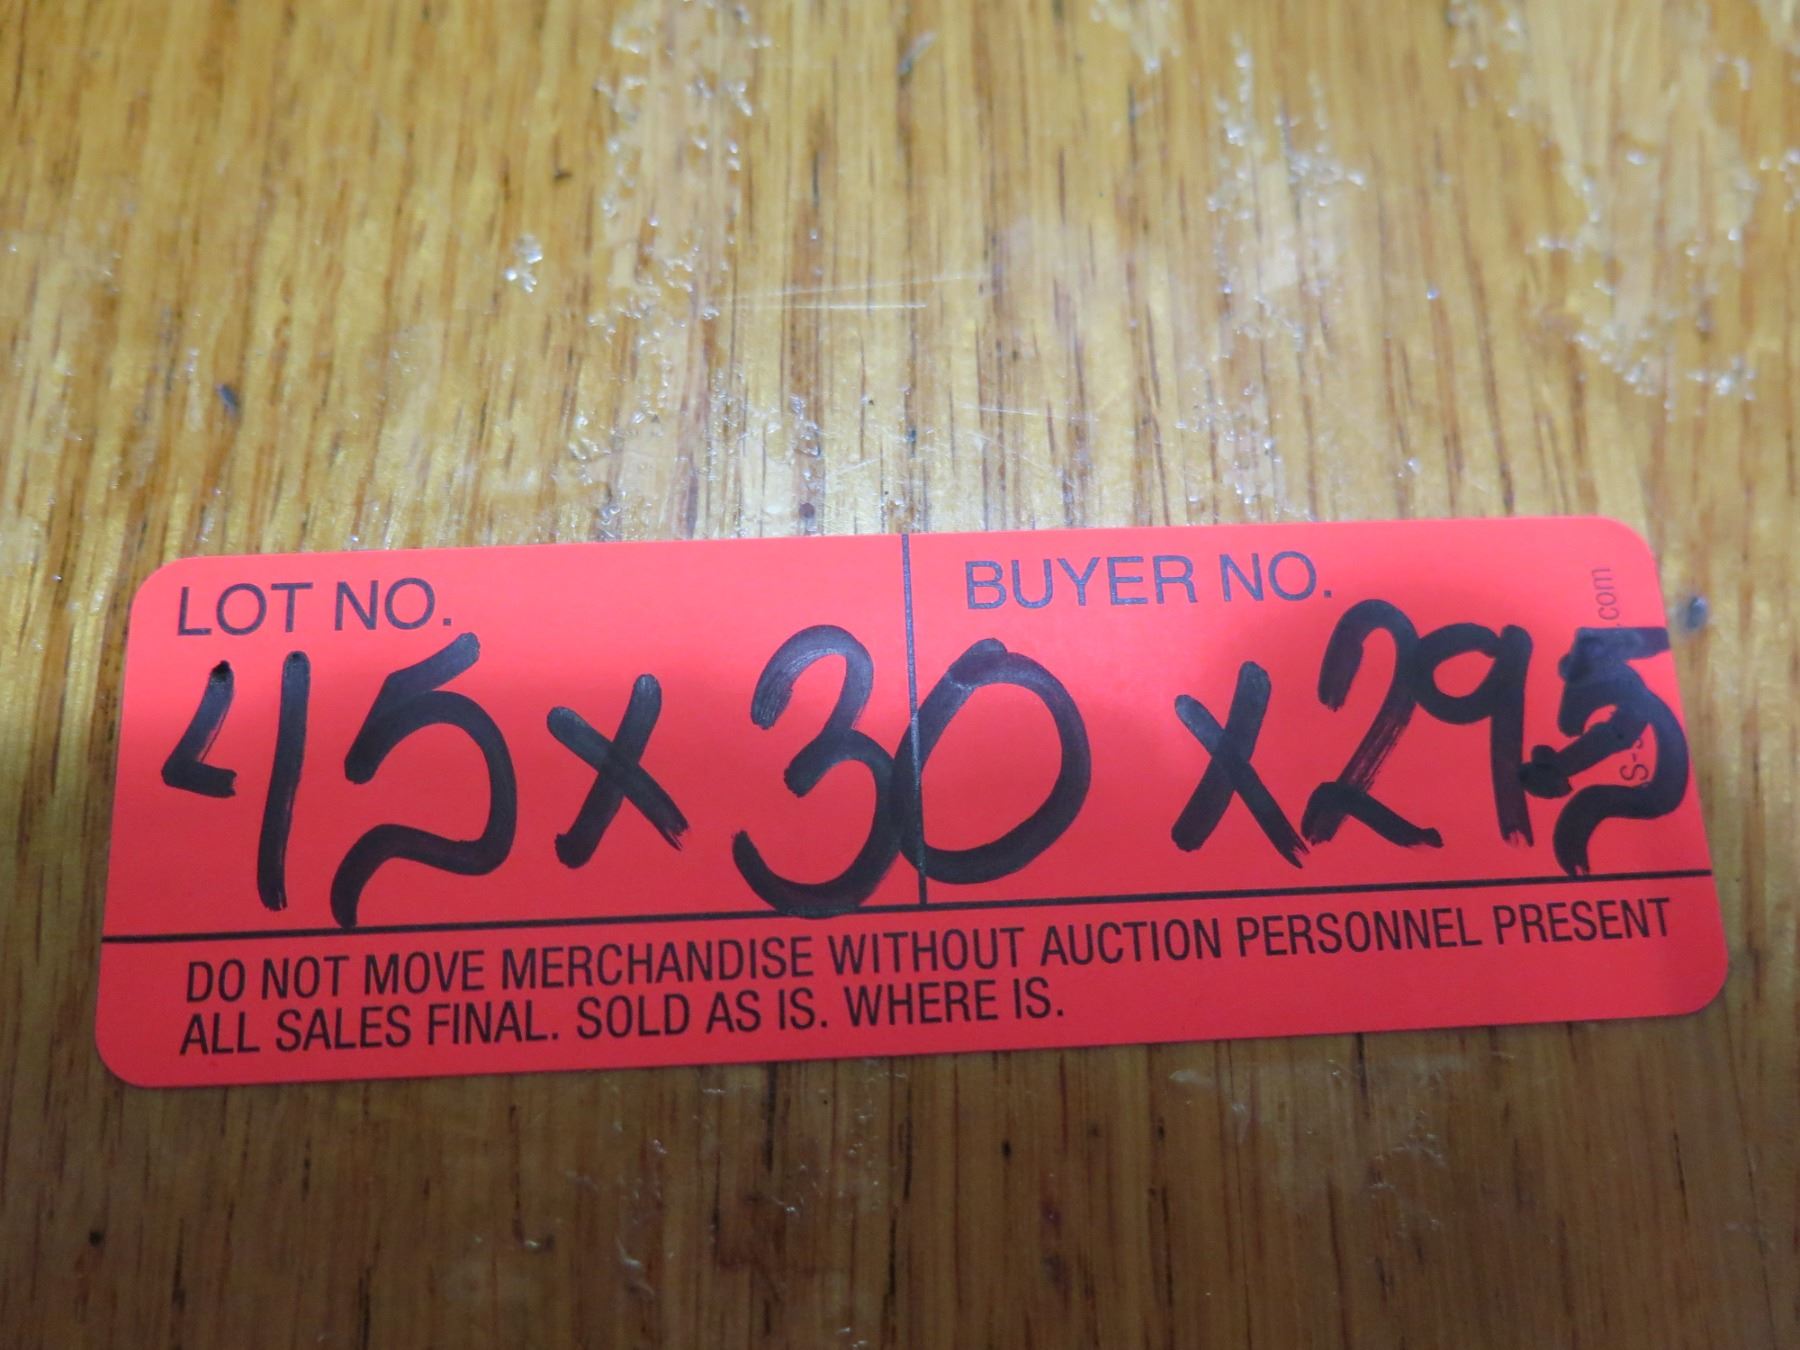 LOT NO.
BUYER NO.
45 x 30 x 29.5
.com
S-
DO NOT MOVE MERCHANDISE WITHOUT AUCTION PERSONNEL PRESENT
ALL SALES FINAL. SOLD AS IS. WHERE IS.